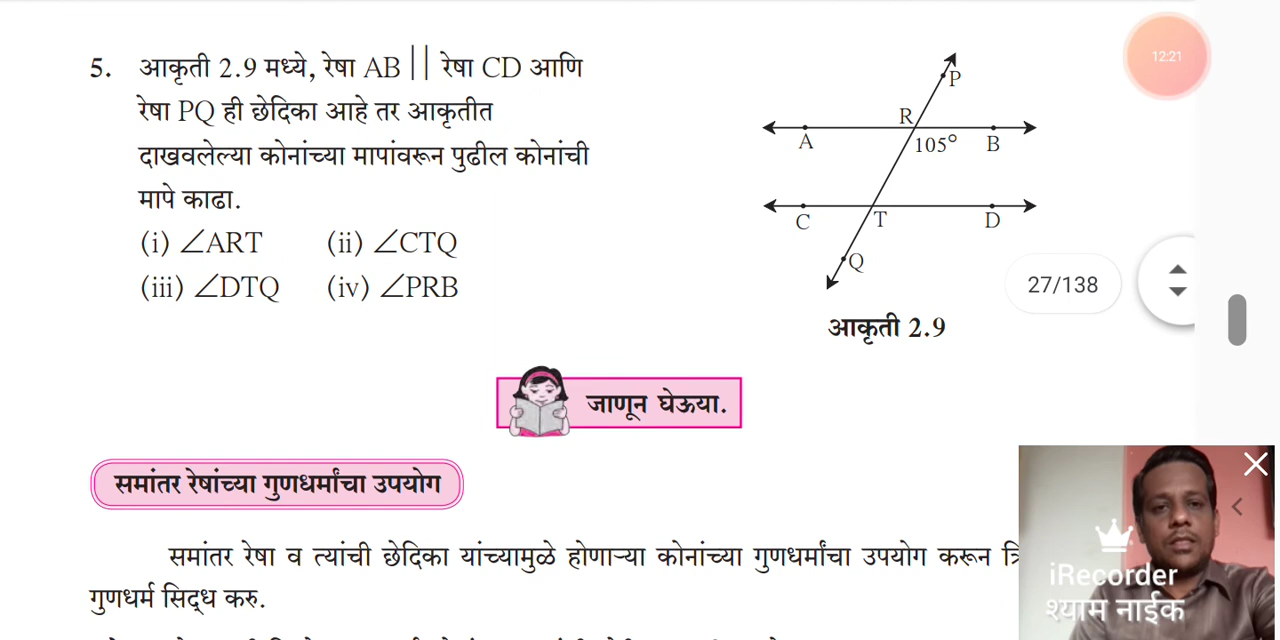 12:21
5. आकृती 2.9 मध्ये, रेषा AB || रेषा CD आणि
रेषा PQ ही छेदिका आहे तर आकृतीत
दाखवलेल्या कोनांच्या मापांवरून पुढील कोनांची
मापे काढा.
(i) ∠ART (ii) ∠CTQ
(iii) ∠DTQ (iv) ∠PRB
P
R
A 105° B
C T D
Q
आकृती 2.9
27/138
जाणून घेऊया.
समांतर रेषांच्या गुणधर्मांचा उपयोग
समांतर रेषा व त्यांची छेदिका यांच्यामुळे होणाऱ्या कोनांच्या गुणधर्मांचा उपयोग करून
गुणधर्म सिद्ध करु.
iRecorder
श्याम नाईक